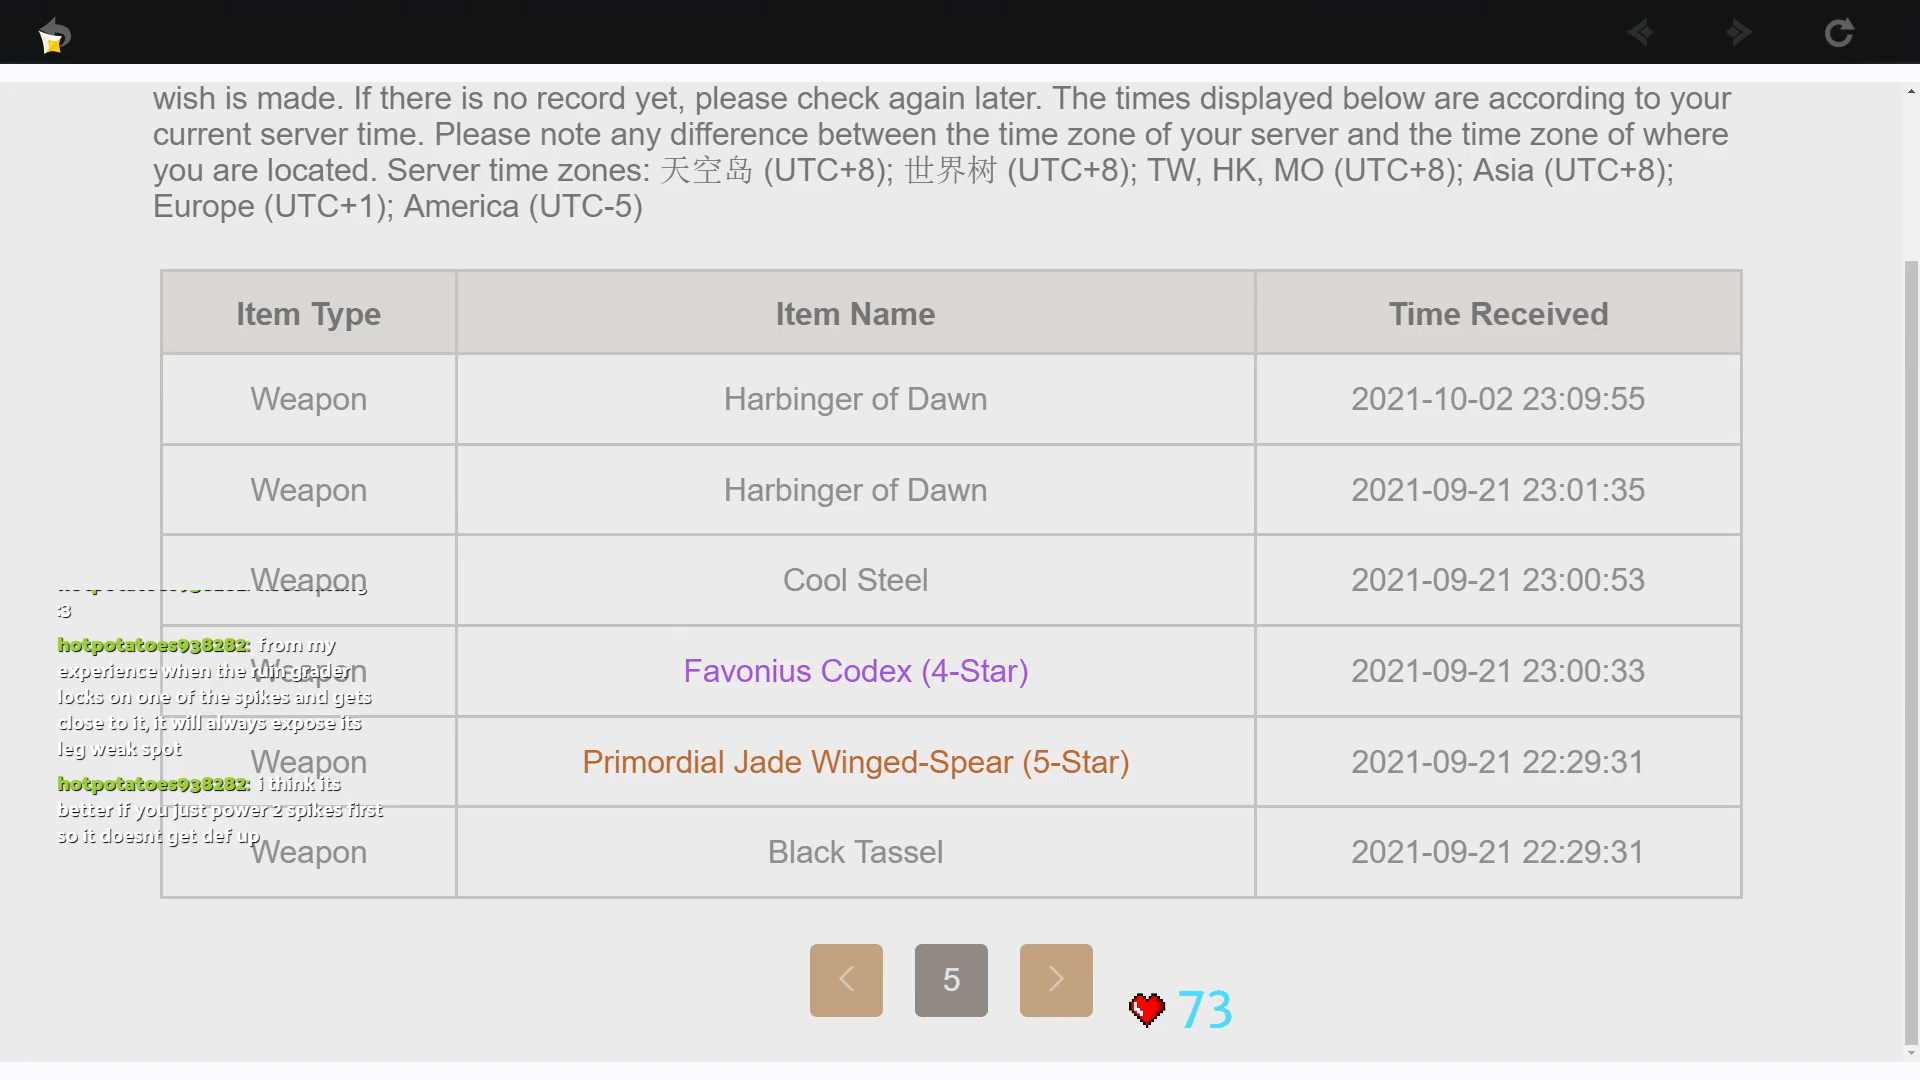 wish is made. If there is no record yet, please check again later. The times displayed below are according to your
current server time. Please note any difference between the time zone of your server and the time zone of where
you are located. Server time zones: 天空岛 (UTC+8); 世界树 (UTC+8); TW, HK, MO (UTC+8); Asia (UTC+8);
Europe (UTC+1); America (UTC-5)
Item Type Item Name Time Received
Weapon Harbinger of Dawn 2021-10-02 23:09:55
Weapon Harbinger of Dawn 2021-09-21 23:01:35
Weapon Cool Steel 2021-09-21 23:00:53
Weapon Favonius Codex (4-Star) 2021-09-21 23:00:33
Weapon Primordial Jade Winged-Spear (5-Star) 2021-09-21 22:29:31
Weapon Black Tassel 2021-09-21 22:29:31
:3
hotpotatoes938282: from my
experience when the ruin grader
locks on one of the spikes and gets
close to it, it will always expose its
leg weak spot
hotpotatoes938282: i think its
better if you just power 2 spikes first
so it doesnt get def up
5
73